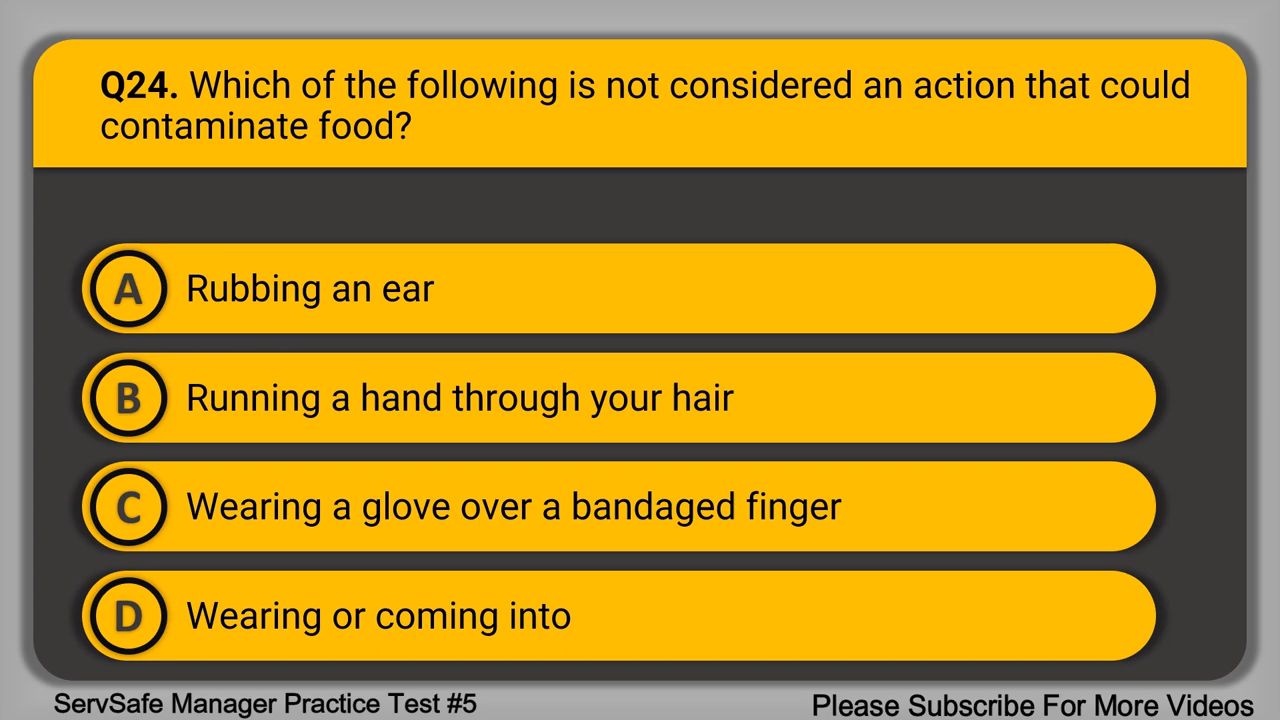 Q24. Which of the following is not considered an action that could
contaminate food?
A Rubbing an ear
B Running a hand through your hair
C Wearing a glove over a bandaged finger
D Wearing or coming into
ServSafe Manager Practice Test #5
Please Subscribe For More Videos